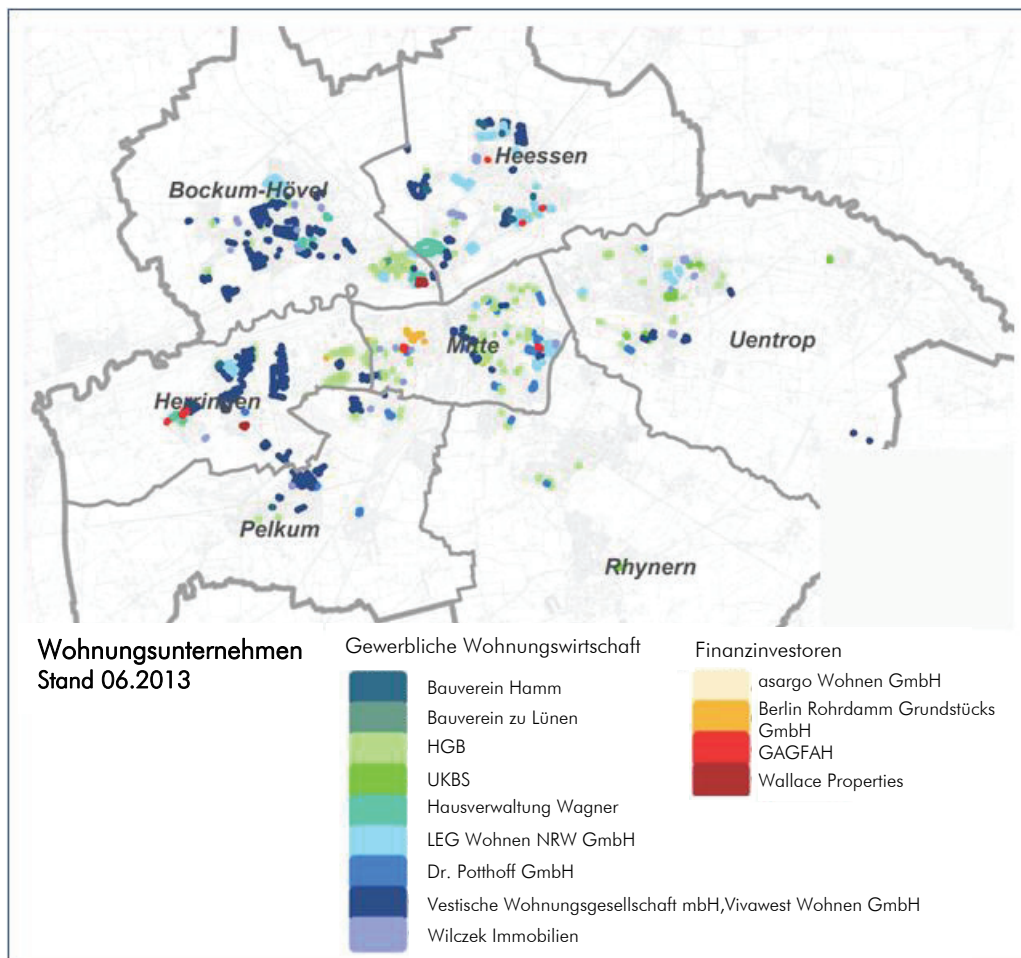 Heessen
Bockum-Hövel
Mitte
Uentrop
Herringen
Pelkum
Rhynern
Wohnungsunternehmen
Stand 06.2013
Gewerbliche Wohnungswirtschaft
Bauverein Hamm
Bauverein zu Lünen
HGB
UKBS
Hausverwaltung Wagner
LEG Wohnen NRW GmbH
Dr. Potthoff GmbH
Vestische Wohnungsgesellschaft mbH,Vivawest Wohnen GmbH
Wilczek Immobilien
Finanzinvestoren
asargo Wohnen GmbH
Berlin Rohrdamm Grundstücks
GmbH
GAGFAH
Wallace Properties